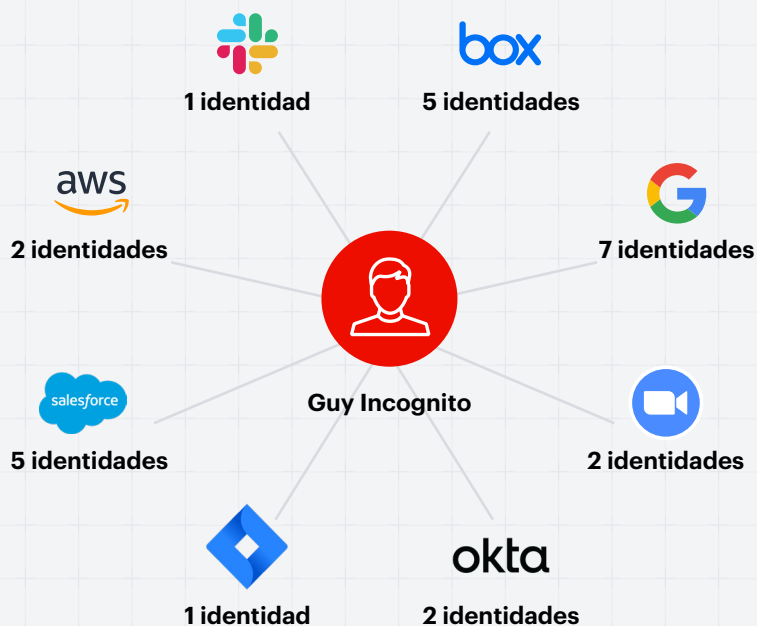 box
1 identidad
5 identidades
aws
2 identidades
7 identidades
salesforce
Guy Incognito
5 identidades
2 identidades
okta
1 identidad
2 identidades